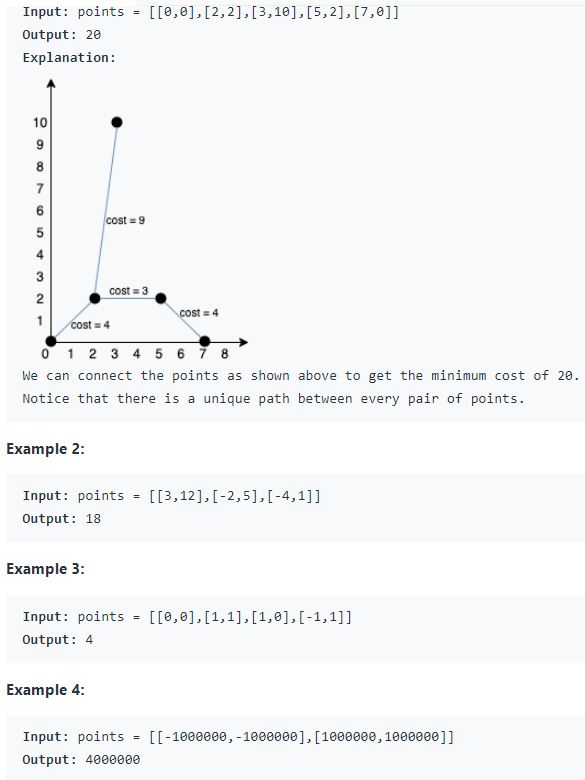 Input: points = [[0,0],[2,2],[3,10],[5,2],[7,0]]
Output: 20
Explanation:
10
9
8
7
6
5
4
3
2
1
cost = 9
cost = 3
cost = 4
cost = 4
0 1 2 3 4 5 6 7 8
We can connect the points as shown above to get the minimum cost of 20.
Notice that there is a unique path between every pair of points.
Example 2:
Input: points = [[3,12],[-2,5],[-4,1]]
Output: 18
Example 3:
Input: points = [[0,0],[1,1],[1,0],[-1,1]]
Output: 4
Example 4:
Input: points = [[-1000000,-1000000],[1000000,1000000]]
Output: 4000000